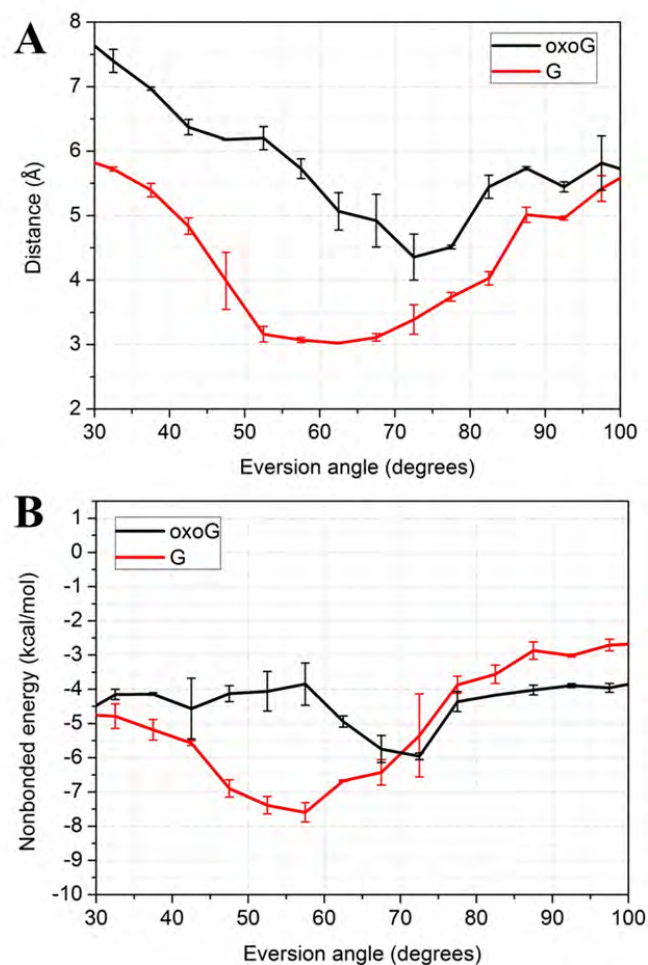 A
8
7
6
5
4
3
2
Distance (Å)
oxoG
G
30 40 50 60 70 80 90 100
Eversion angle (degrees)
B
1
0
-1
-2
-3
-4
-5
-6
-7
-8
-9
-10
Nonbonded energy (kcal/mol)
oxoG
G
30 40 50 60 70 80 90 100
Eversion angle (degrees)